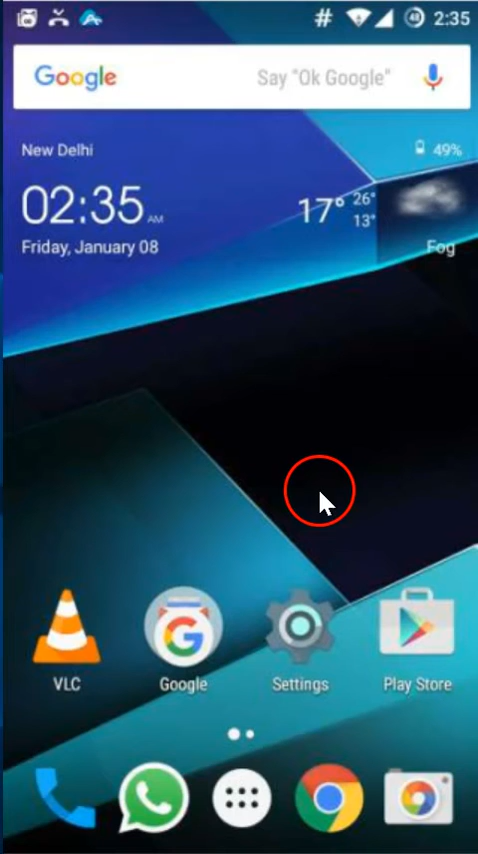 # 48 2:35
Google Say "Ok Google"
New Delhi 49%
02:35 AM 17° 26° 13°
Friday, January 08 Fog
VLC Google Settings Play Store